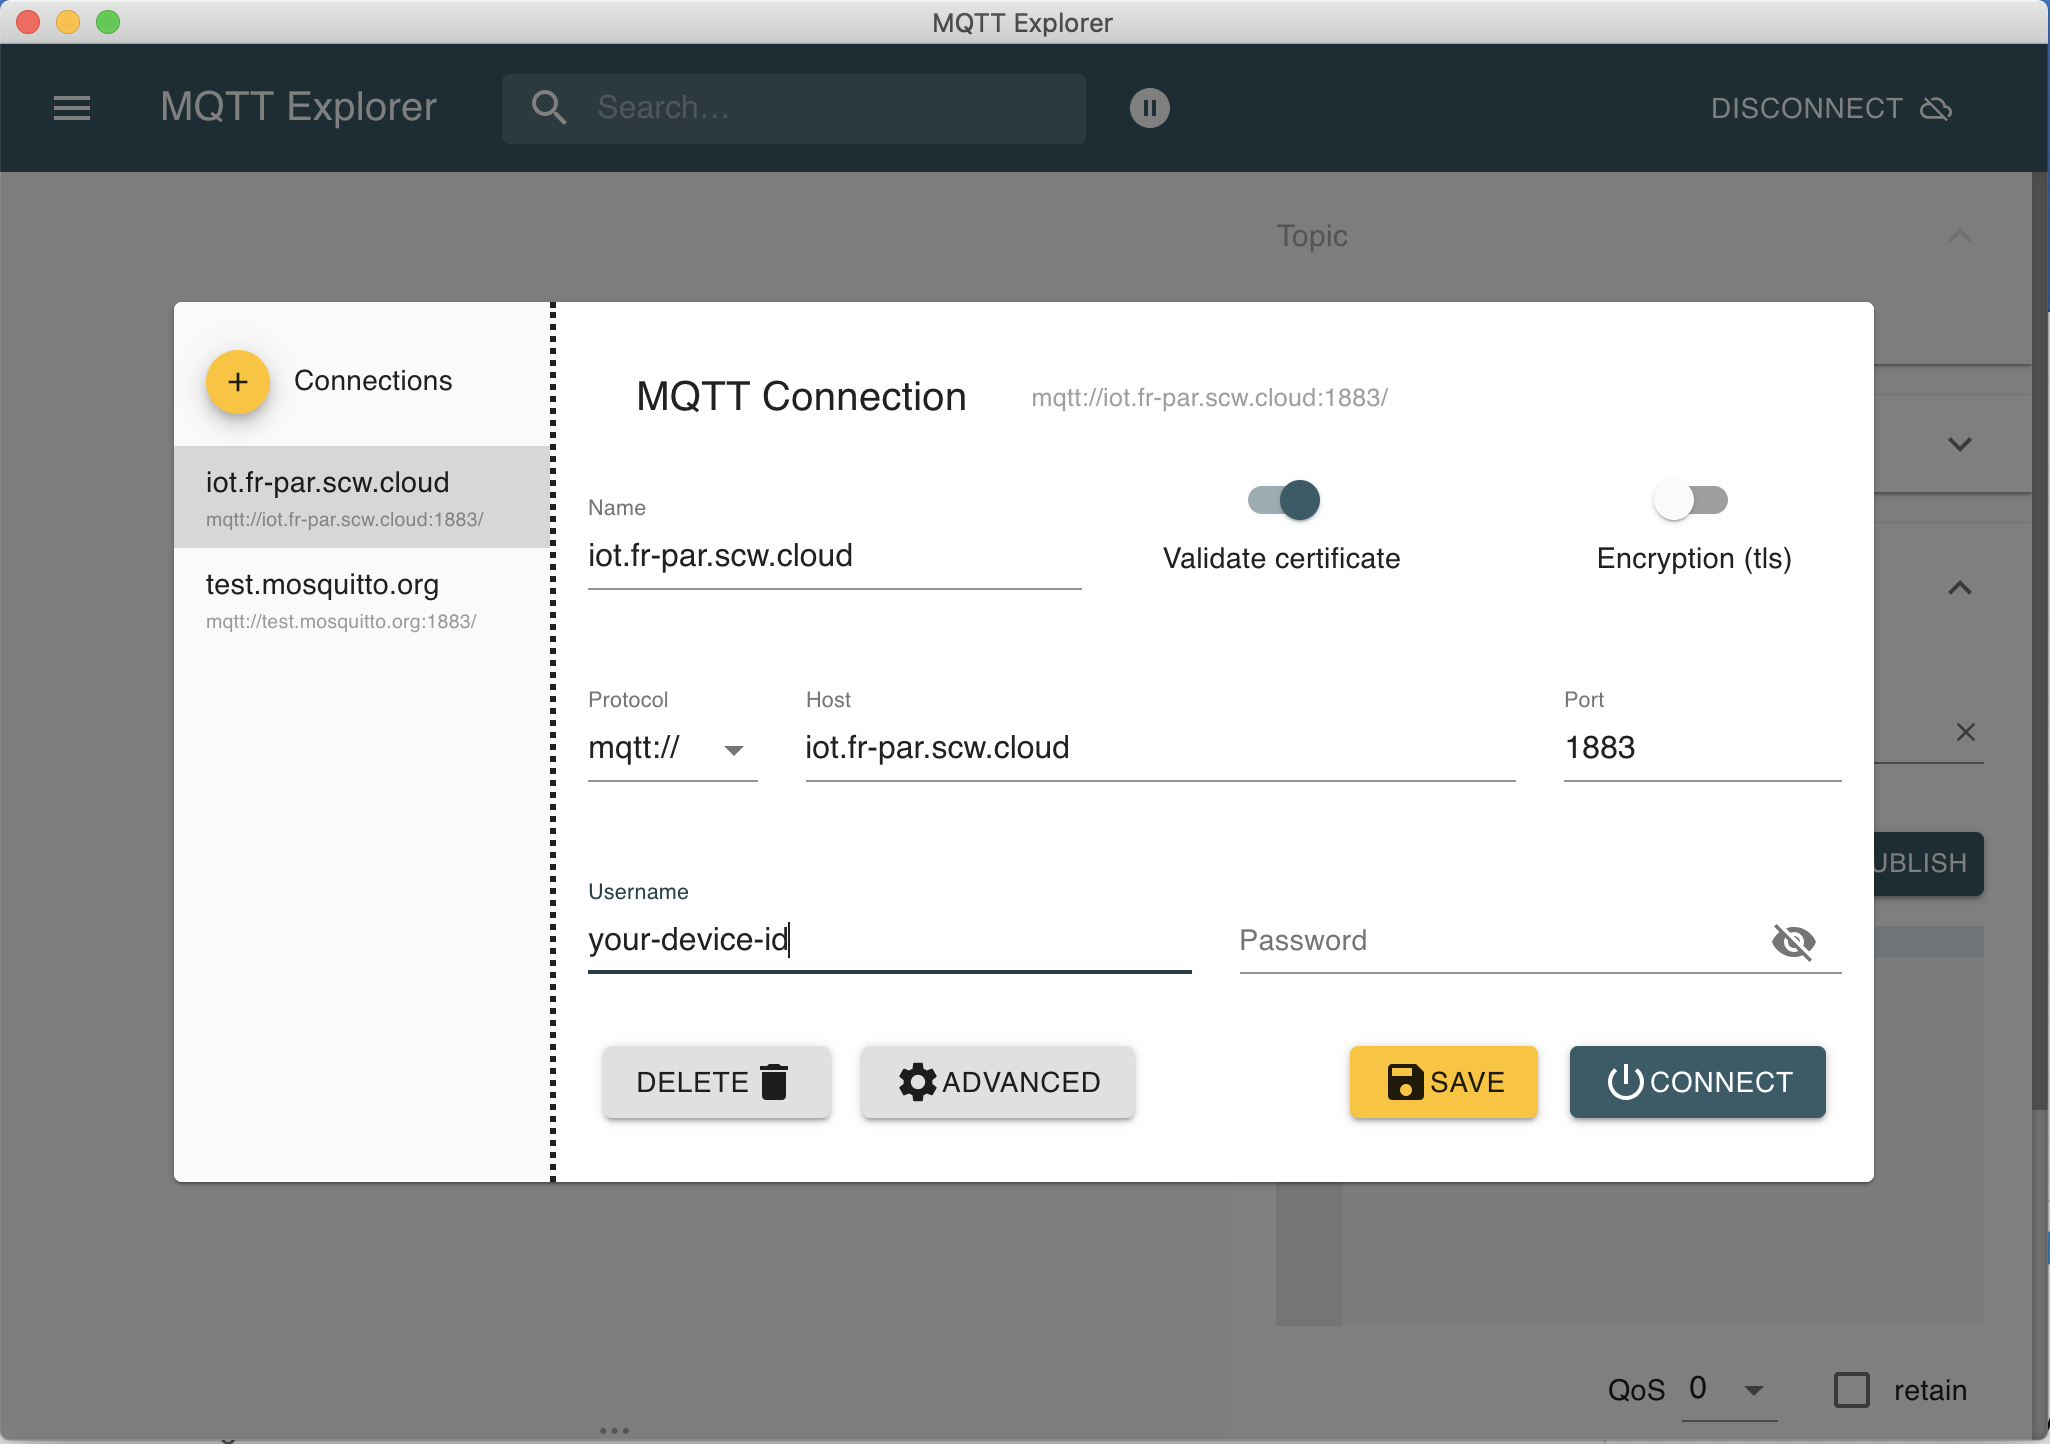 MQTT Explorer
MQTT Explorer
Search...
DISCONNECT
Topic
Connections
iot.fr-par.scw.cloud
mqtt://iot.fr-par.scw.cloud:1883/
test.mosquitto.org
mqtt://test.mosquitto.org:1883/
MQTT Connection
mqtt://iot.fr-par.scw.cloud:1883/
Name
iot.fr-par.scw.cloud
Validate certificate
Encryption (tls)
Protocol
mqtt://
Host
iot.fr-par.scw.cloud
Port
1883
Username
your-device-id
Password
DELETE
ADVANCED
SAVE
CONNECT
UBLISH
QoS
0
retain